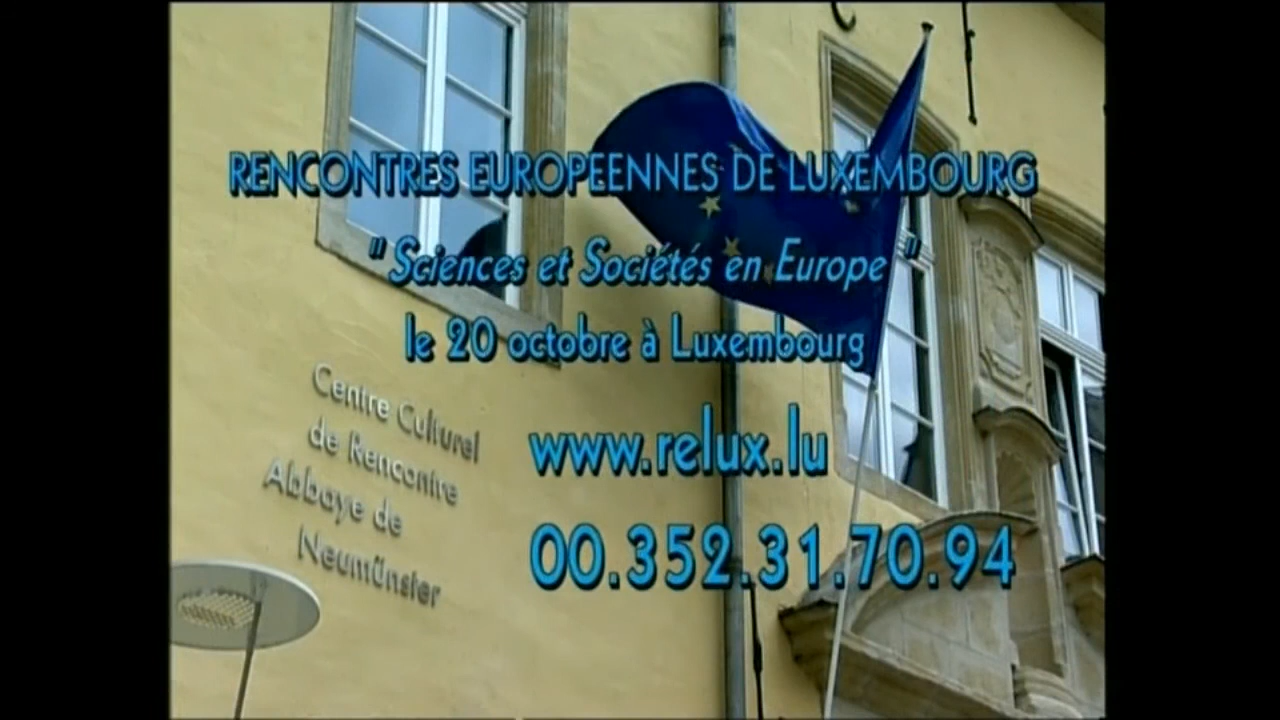 RENCONTRES EUROPEENNES DE LUXEMBOURG
" Sciences et Sociétés en Europe "
le 20 octobre à Luxembourg
www.relux.lu
00.352.31.70.94
Centre Culturel
de Rencontre
Abbaye de
Neumünster